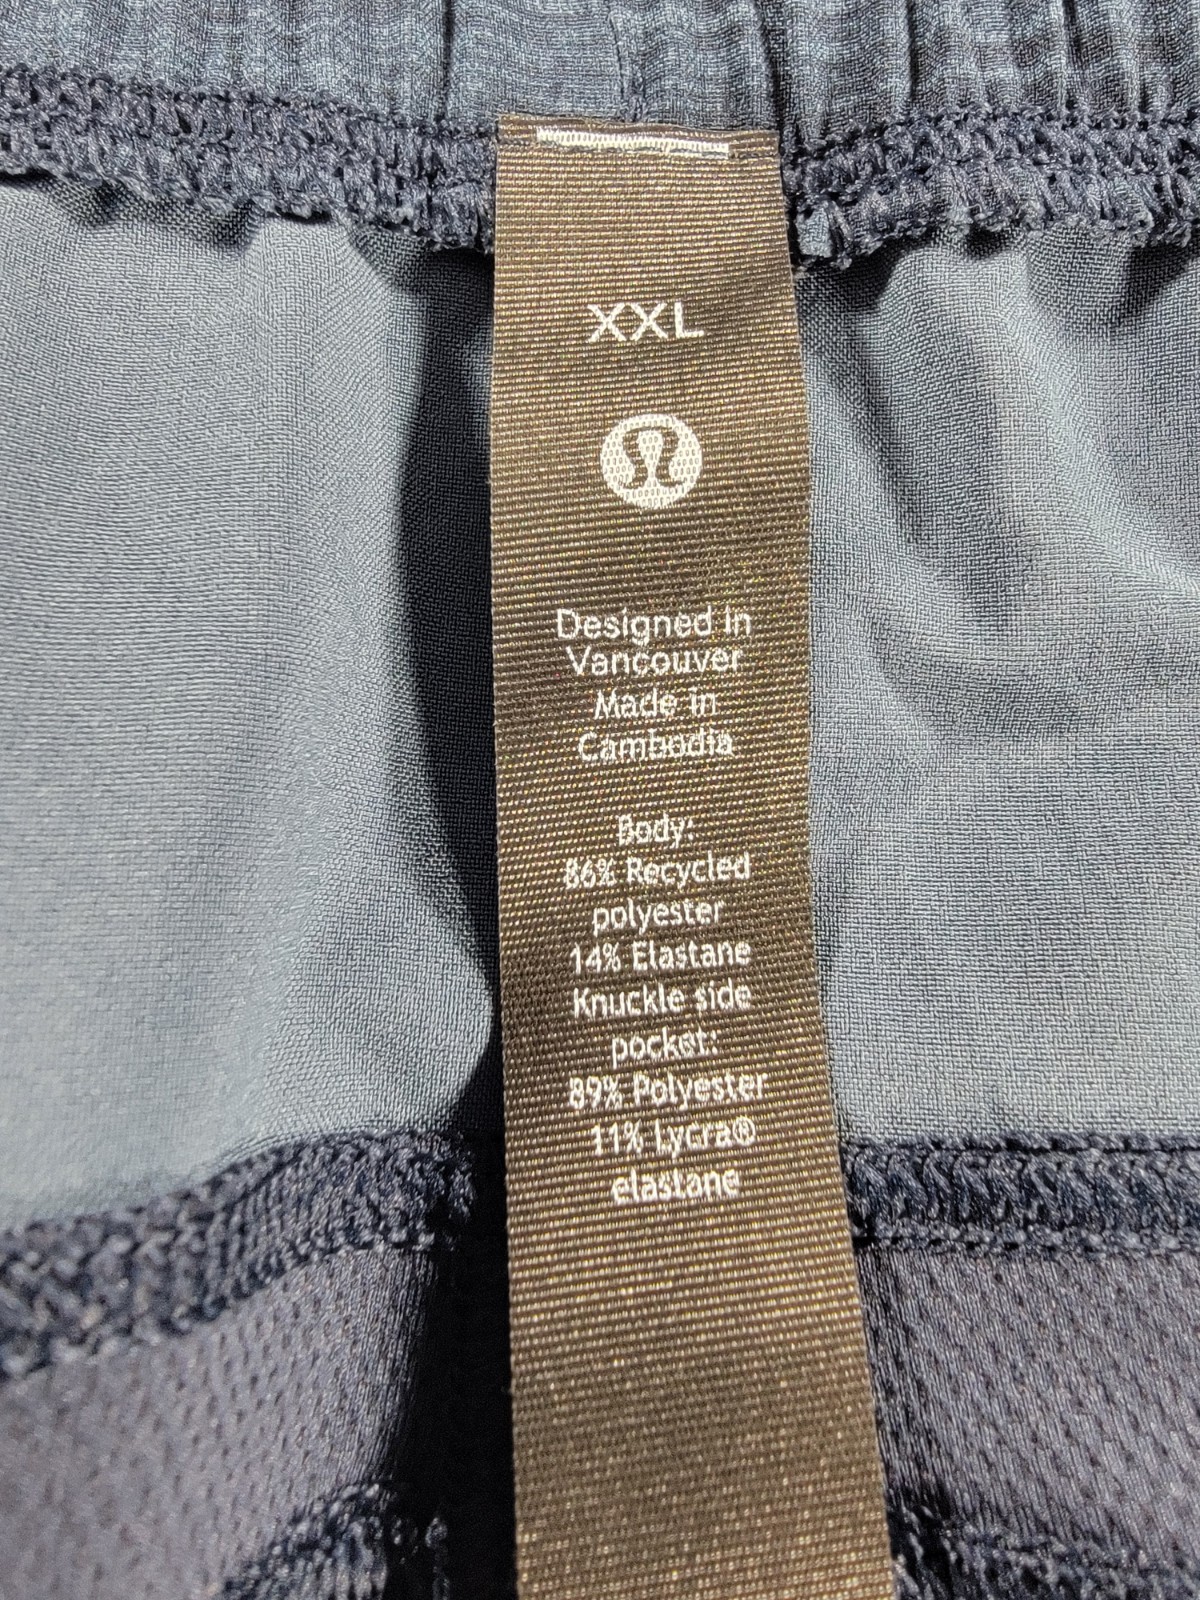 XXL
Designed in
Vancouver
Made in
Cambodia
Body:
86% Recycled
polyester
14% Elastane
Knuckle side
pocket:
89% Polyester
11% Lycra®
elastane